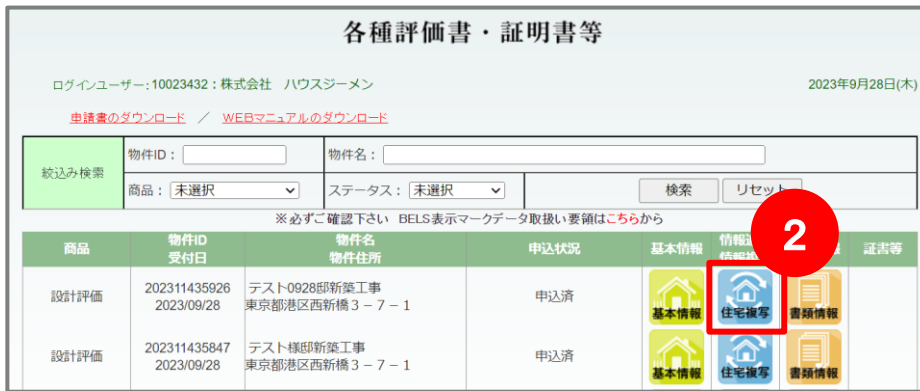 各種評価書・証明書等
ログインユーザー:10023432:株式会社 ハウスジーメン 2023年9月28日(木)
申請書のダウンロード ／ WEBマニュアルのダウンロード
絞込み検索
物件ID: 物件名:
商品: 未選択 ステータス: 未選択 検索 リセット
※必ずご確認下さい BELS表示マークデータ取扱い要領はこちらから
商品 物件ID 受付日 物件名 物件住所 申込状況 基本情報 証書等
2
設計評価 202311435926 2023/09/28 テスト0928邸新築工事 東京都港区西新橋3-7-1 申込済 基本情報 住宅複写 書類情報
設計評価 202311435847 2023/09/28 テスト様邸新築工事 東京都港区西新橋3-7-1 申込済 基本情報 住宅複写 書類情報